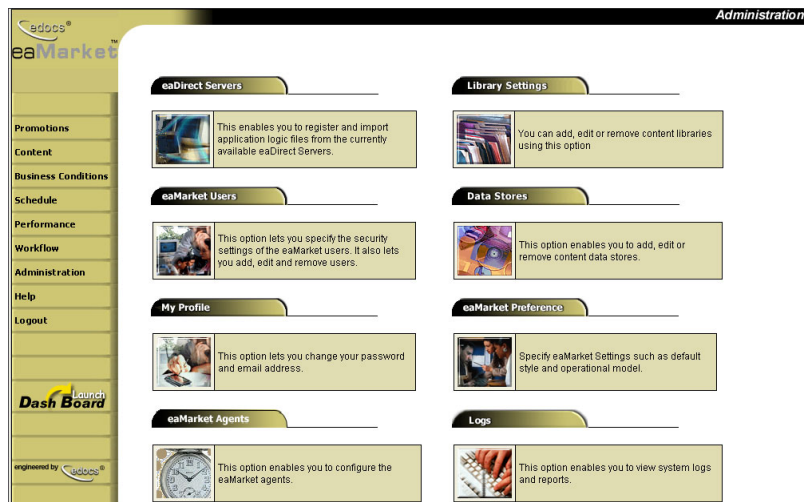 Administration
edocs®
eaMarket™
Promotions
Content
Business Conditions
Schedule
Performance
Workflow
Administration
Help
Logout
Launch
Dash Board
engineered by edocs®
eaDirect Servers
This enables you to register and import
application logic files from the currently
available eaDirect Servers.
Library Settings
You can add, edit or remove content libraries
using this option
eaMarket Users
This option lets you specify the security
settings of the eaMarket users. It also lets
you add, edit and remove users.
Data Stores
This option enables you to add, edit or
remove content data stores.
My Profile
This option lets you change your password
and email address.
eaMarket Preference
Specify eaMarket Settings such as default
style and operational model.
eaMarket Agents
This option enables you to configure the
eaMarket agents.
Logs
This option enables you to view system logs
and reports.